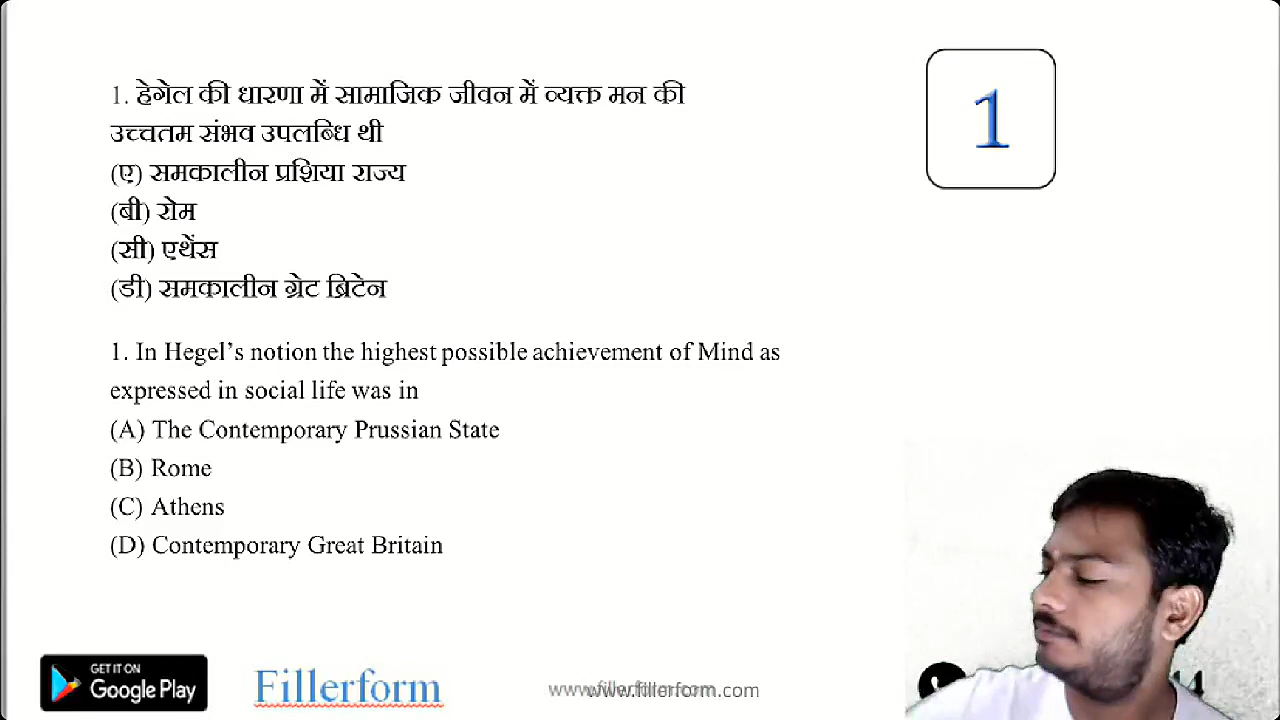 1. हेगेल की धारणा में सामाजिक जीवन में व्यक्त मन की
उच्चतम संभव उपलब्धि थी
(ए) समकालीन प्रशिया राज्य
(बी) रोम
(सी) एथेंस
(डी) समकालीन ग्रेट ब्रिटेन
1
1. In Hegel’s notion the highest possible achievement of Mind as
expressed in social life was in
(A) The Contemporary Prussian State
(B) Rome
(C) Athens
(D) Contemporary Great Britain
GET IT ON
Google Play
Fillerform
www.fillerform.com